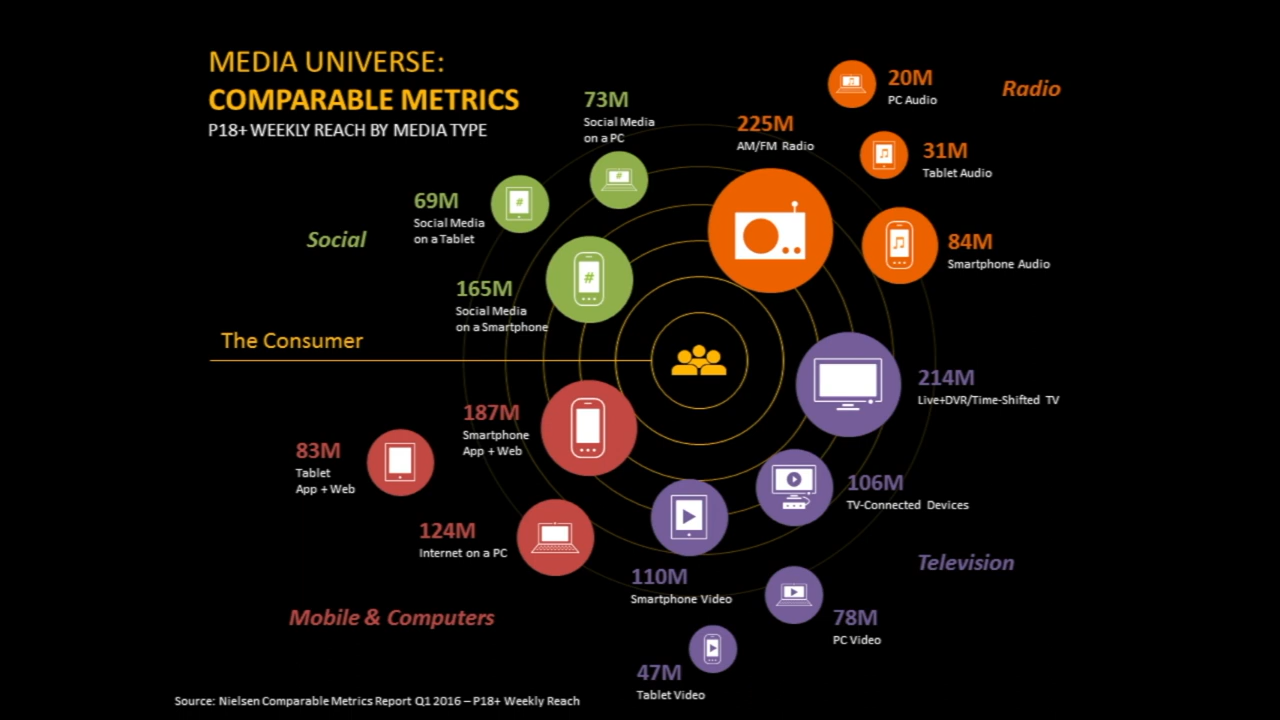 MEDIA UNIVERSE:
COMPARABLE METRICS
P18+ WEEKLY REACH BY MEDIA TYPE
73M
Social Media
on a PC
225M
AM/FM Radio
20M
PC Audio
Radio
31M
Tablet Audio
69M
Social Media
on a Tablet
#
#
Social
84M
Smartphone Audio
165M
Social Media
on a Smartphone
#
The Consumer
214M
Live+DVR/Time-Shifted TV
187M
Smartphone
App + Web
83M
Tablet
App + Web
106M
TV-Connected Devices
124M
Internet on a PC
Television
110M
Smartphone Video
Mobile & Computers
78M
PC Video
47M
Tablet Video
Source: Nielsen Comparable Metrics Report Q1 2016 – P18+ Weekly Reach